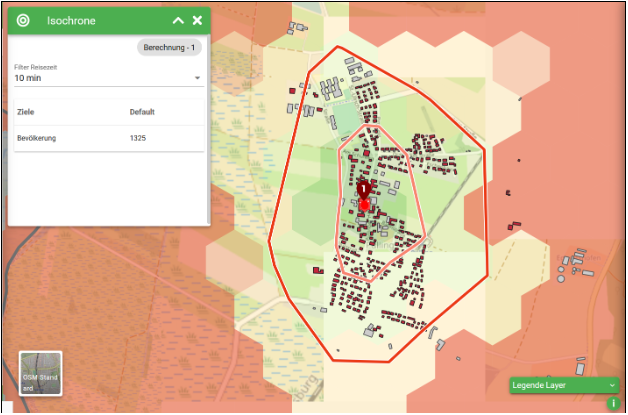 Isochrone
Berechnung - 1
Filter Reisezeit
10 min
Ziele Default
Bevölkerung 1325
1
OSM Stand
ard
Legende Layer
i